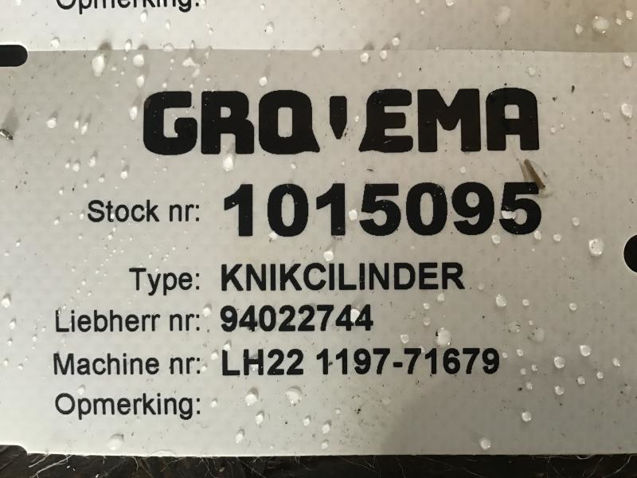 Opmerking:
GROVEMA
Stock nr: 1015095
Type: KNIKCILINDER
Liebherr nr: 94022744
Machine nr: LH22 1197-71679
Opmerking: